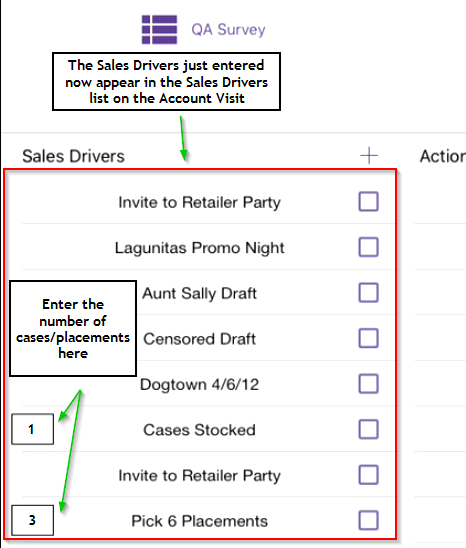 QA Survey
The Sales Drivers just entered
now appear in the Sales Drivers
list on the Account Visit
Sales Drivers
+
Action
Invite to Retailer Party
Lagunitas Promo Night
Aunt Sally Draft
Enter the
number of
cases/placements
here
Censored Draft
Dogtown 4/6/12
1
Cases Stocked
Invite to Retailer Party
3
Pick 6 Placements